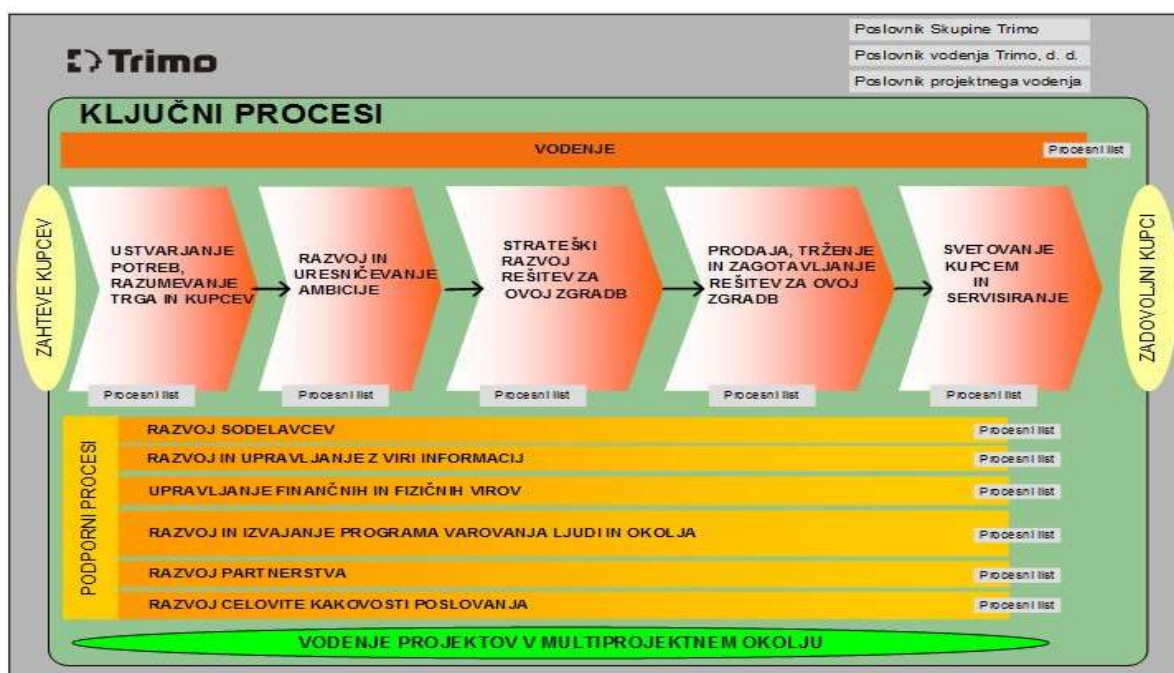 Trimo
Poslovnik Skupine Trimo
Poslovnik vodenja Trimo, d. d.
Poslovnik projektnega vodenja
KLJUČNI PROCESI
VODENJE
Procesni list
ZAHTEVE KUPCEV
USTVARJANJE
POTREB,
RAZUMEVANJE
TRGA IN KUPCEV
Procesni list
RAZVOJ IN
URESNIČEVANJE
AMBICIJE
Procesni list
STRATEŠKI
RAZVOJ
REŠITEV ZA
OVOJ ZGRADB
Procesni list
PRODAJA, TRŽENJE
IN ZAGOTAVLJANJE
REŠITEV ZA OVOJ
ZGRADB
Procesni list
SVETOVANJE
KUPCEM
IN
SERVISIRANJE
Procesni list
ZADOVOLJNI KUPCI
PODPORNI PROCESI
RAZVOJ SODELAVCEV
Procesni list
RAZVOJ IN UPRAVLJANJE Z VIRI INFORMACIJ
Procesni list
UPRAVLJANJE FINANČNIH IN FIZIČNIH VIROV
Procesni list
RAZVOJ IN IZVAJANJE PROGRAMA VAROVANJA LJUDI IN OKOLJA
Procesni list
RAZVOJ PARTNERSTVA
Procesni list
RAZVOJ CELOVITE KAKOVOSTI POSLOVANJA
Procesni list
VODENJE PROJEKTOV V MULTIPROJEKTNEM OKOLJU